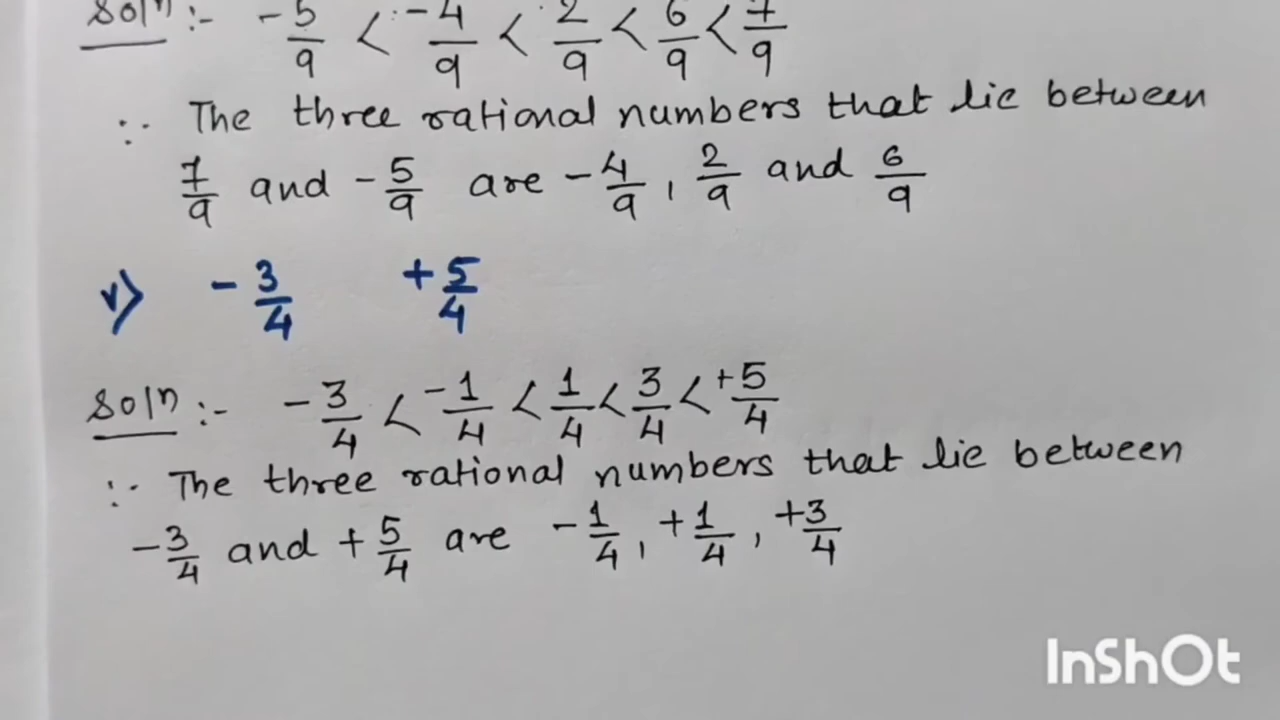 Soln :- -5/9 < -4/9 < 2/9 < 6/9 < 7/9
∴ The three rational numbers that lie between
7/9 and -5/9 are -4/9, 2/9 and 6/9
v) -3/4 +5/4
Soln :- -3/4 < -1/4 < 1/4 < 3/4 < +5/4
∴ The three rational numbers that lie between
-3/4 and +5/4 are -1/4, +1/4, +3/4
InShOt